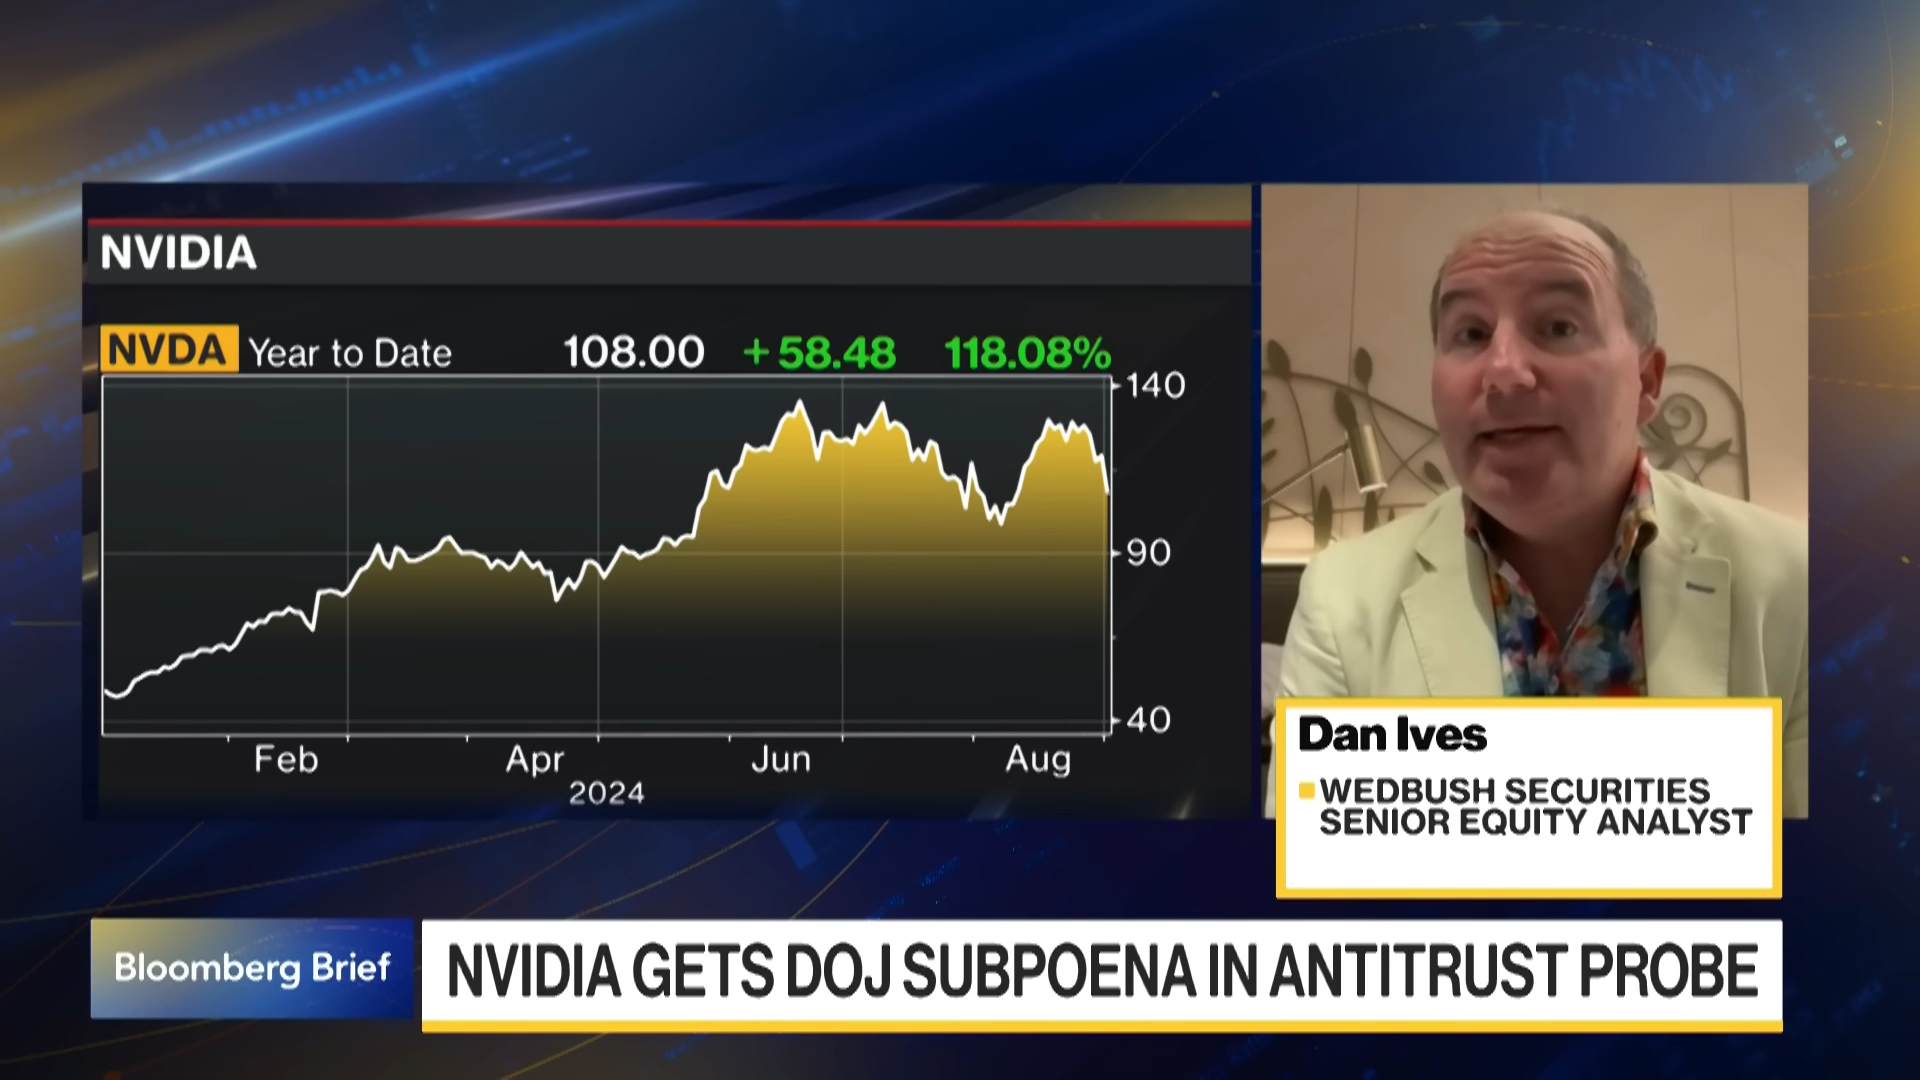 NVIDIA
NVDA Year to Date 108.00 +58.48 118.08%
140
90
40
Feb Apr Jun Aug
2024
Dan Ives
WEDBUSH SECURITIES
SENIOR EQUITY ANALYST
Bloomberg Brief
NVIDIA GETS DOJ SUBPOENA IN ANTITRUST PROBE